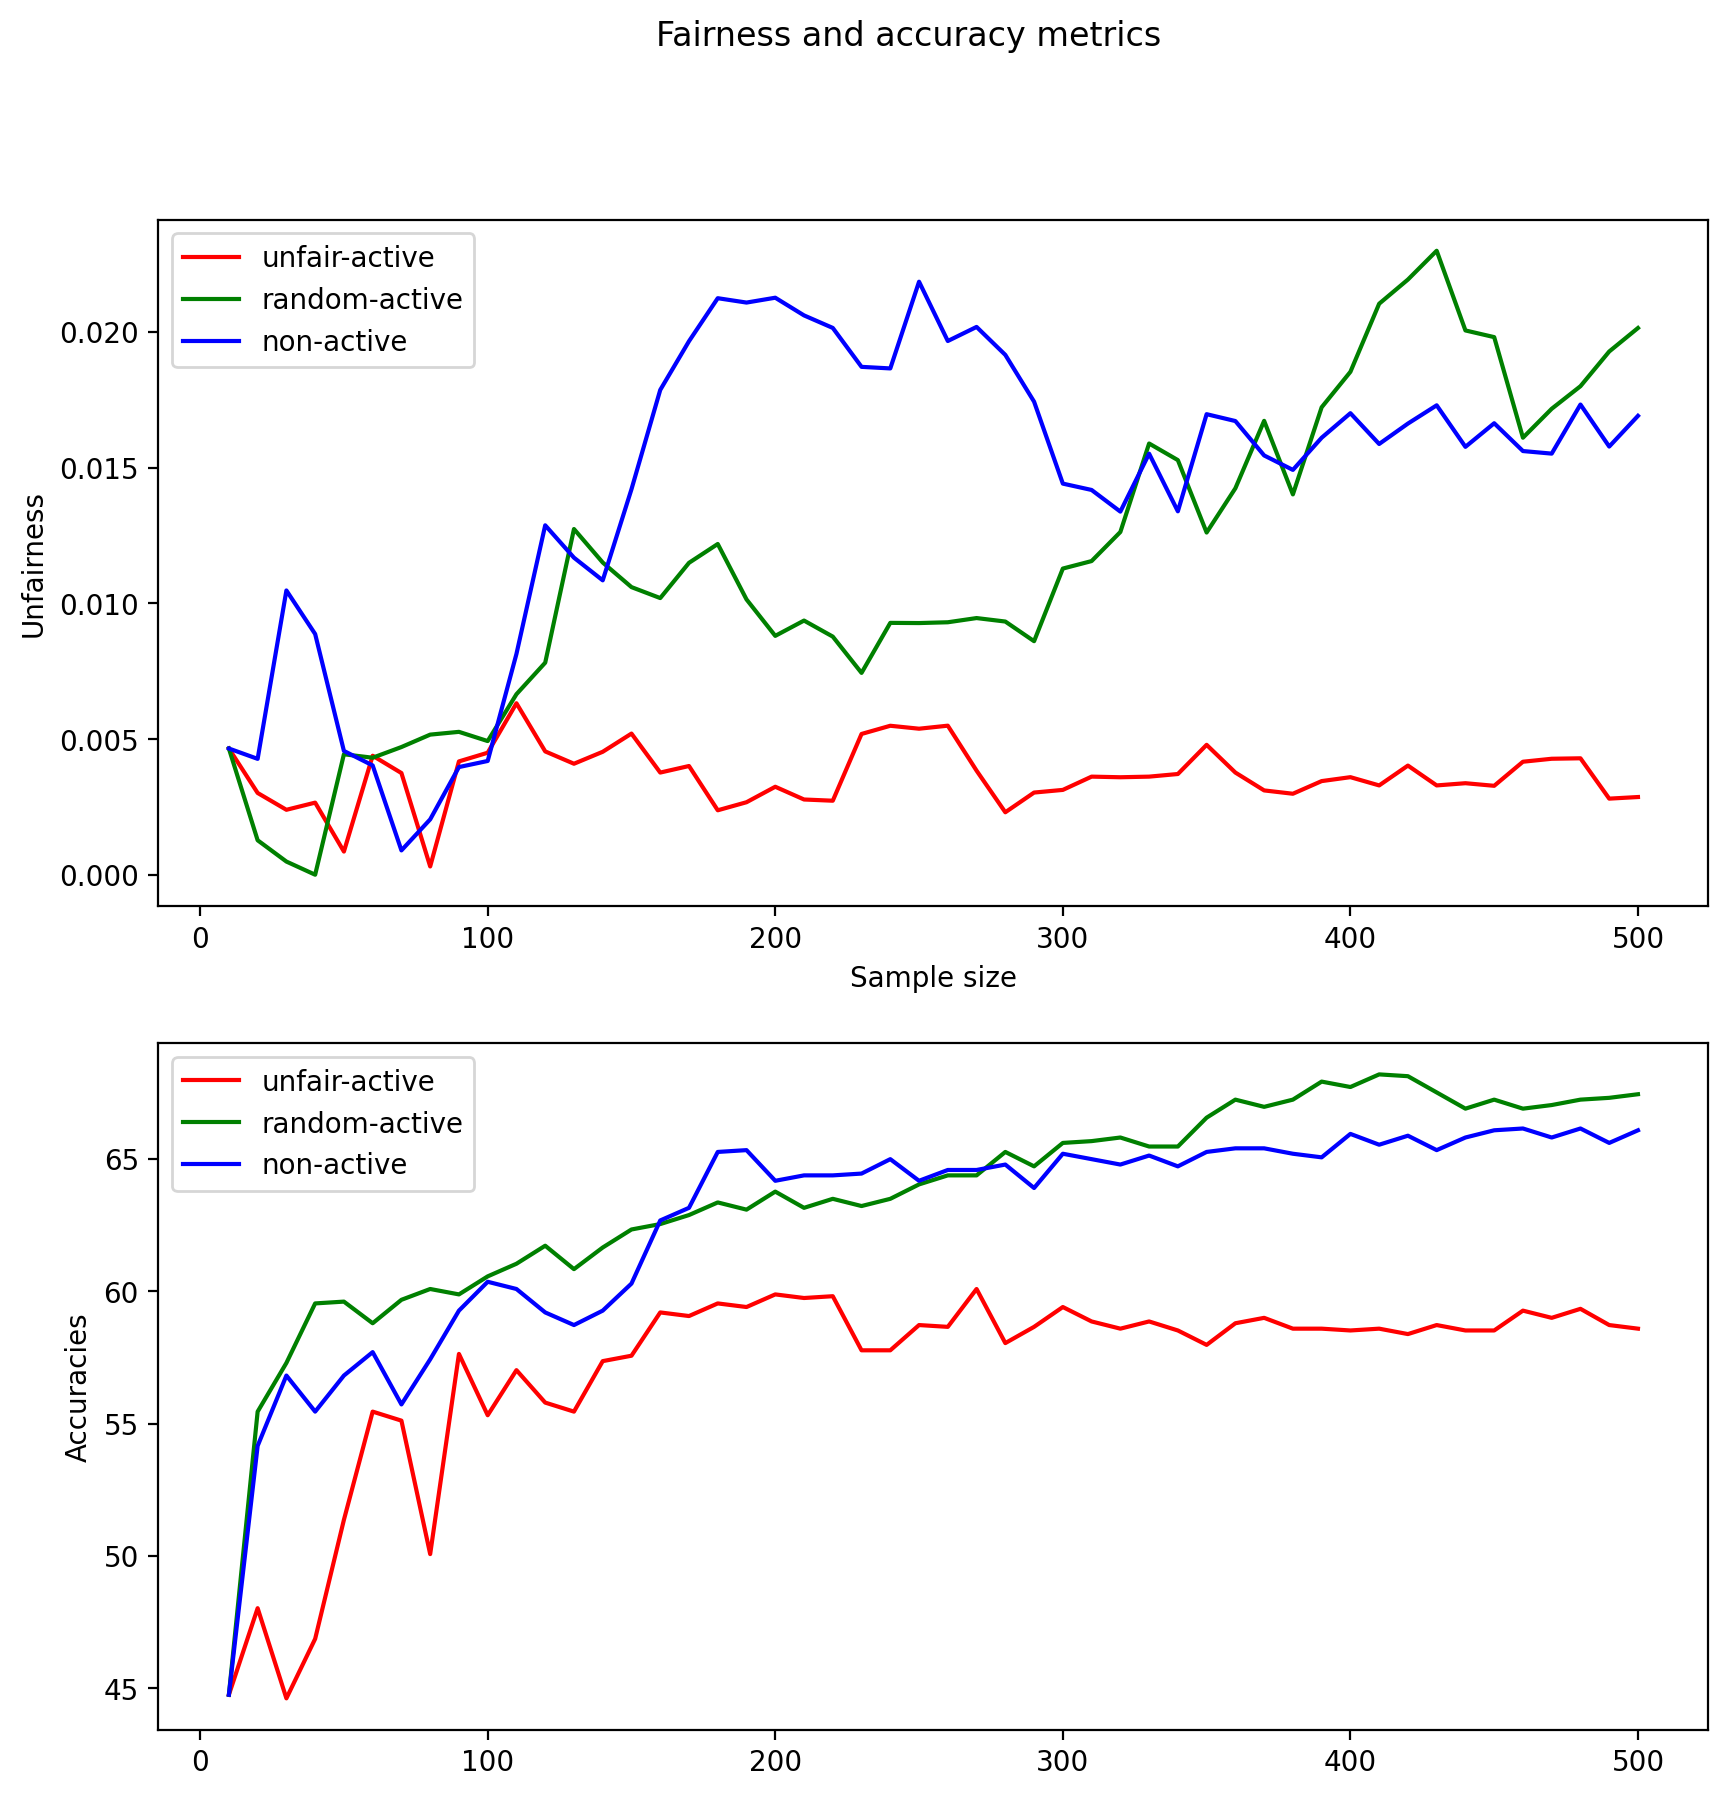 Fairness and accuracy metrics
unfair-active
random-active
non-active
Unfairness
0.020
0.015
0.010
0.005
0.000
0 100 200 300 400 500
Sample size
unfair-active
random-active
non-active
Accuracies
65
60
55
50
45
0 100 200 300 400 500